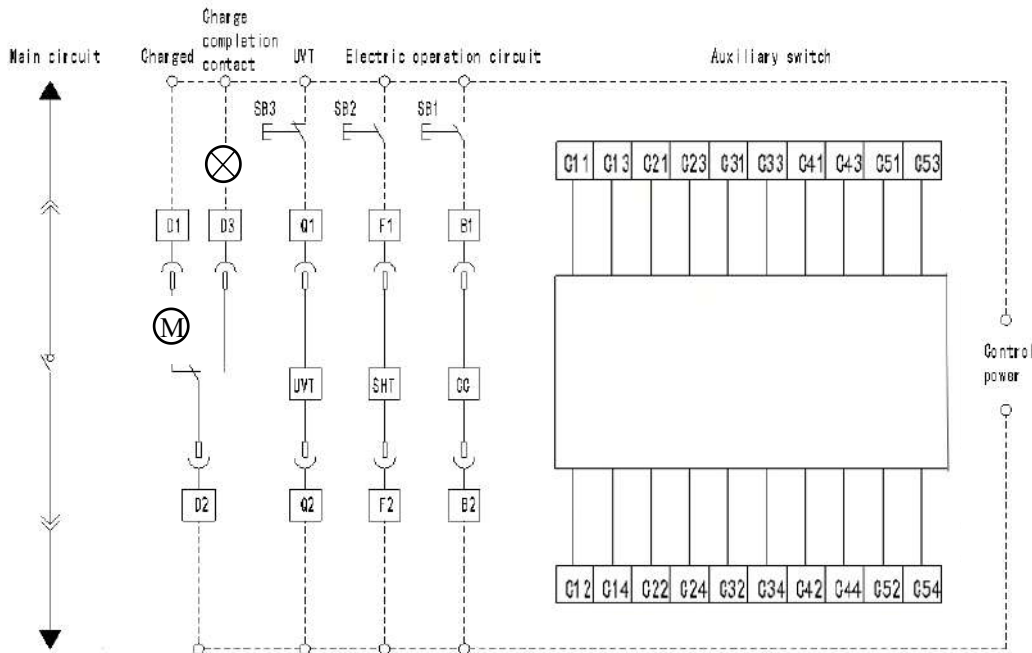 Charge
completion
contact
Main circuit
Charged
UVT
Electric operation circuit
Auxiliary switch
SB3
SB2
SB1
C11 C13 C21 C23 C31 C33 C41 C43 C51 C53
D1
D3
Q1
F1
B1
M
Control
power
UVT
SHT
CC
D2
Q2
F2
B2
C12 C14 C22 C24 C32 C34 C42 C44 C52 C54